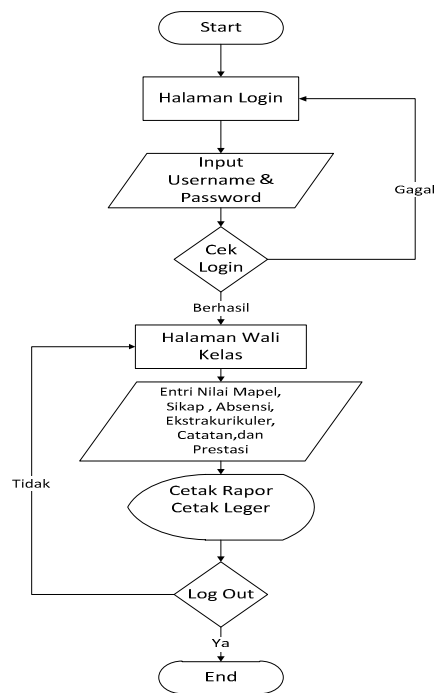 Start
Halaman Login
Input
Username &
Password
Gagal
Cek
Login
Berhasil
Halaman Wali
Kelas
Entri Nilai Mapel,
Sikap , Absensi,
Ekstrakurikuler,
Catatan,dan
Prestasi
Tidak
Cetak Rapor
Cetak Leger
Log Out
Ya
End